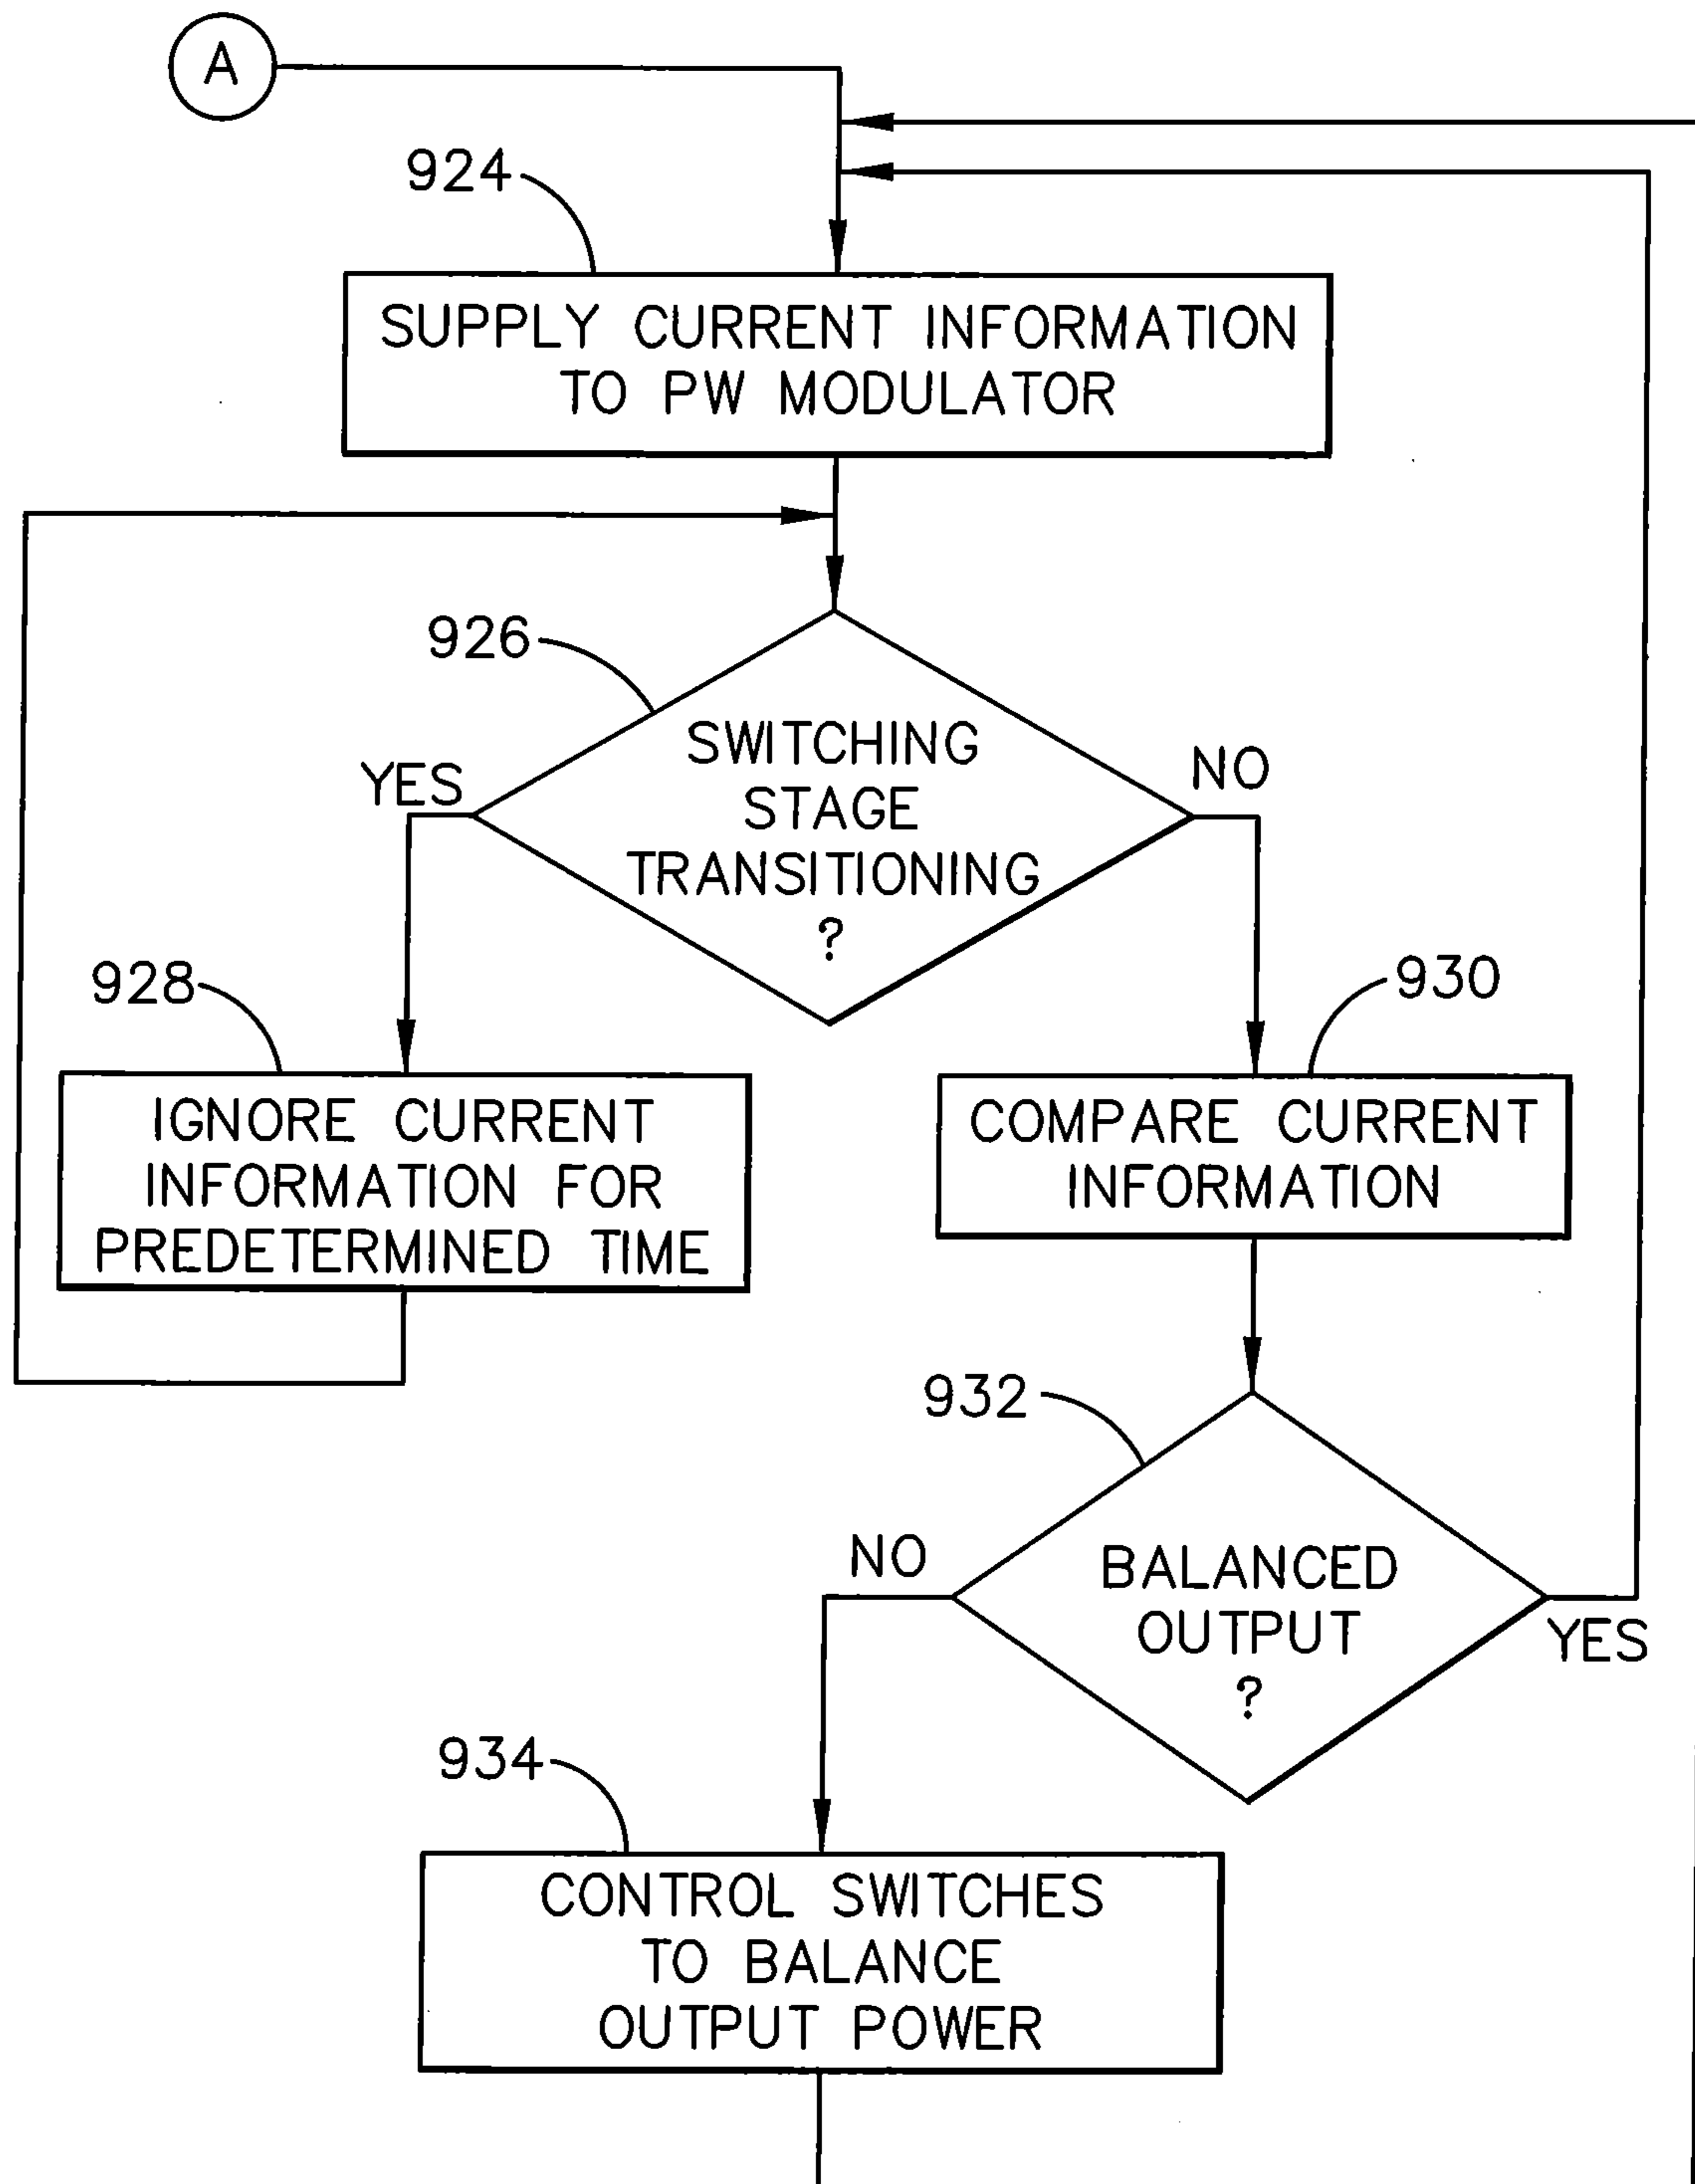 A
924
SUPPLY CURRENT INFORMATION
TO PW MODULATOR
926
SWITCHING
STAGE
TRANSITIONING
?
YES
NO
928
IGNORE CURRENT
INFORMATION FOR
PREDETERMINED TIME
930
COMPARE CURRENT
INFORMATION
932
BALANCED
OUTPUT
?
NO
YES
934
CONTROL SWITCHES
TO BALANCE
OUTPUT POWER